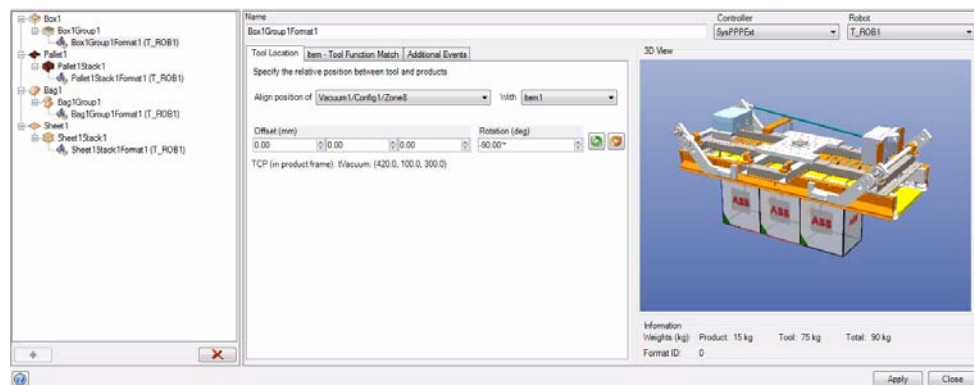 Box1
Box1Group1
Box1Group1Format1 (T_ROB1)
Pallet1
Pallet1Stack1
Pallet1Stack1Format1 (T_ROB1)
Bag1
Bag1Group1
Bag1Group1Format1 (T_ROB1)
Sheet1
Sheet1Stack1
Sheet1Stack1Format1 (T_ROB1)
Name
Box1Group1Format1
Controller
SysPPPExt
Robot
T_ROB1
Tool Location
Item - Tool Function Match
Additional Events
Specify the relative position between tool and products
Align position of Vacuum1/Config1/Zone8 With Item1
Offset (mm)
0.00 0.00 0.00
Rotation (deg)
-90.00~
TCP (in product frame): tVacuum: (420.0, 100.0, 300.0)
3D View
ABB ABB ABB
Information
Weights (kg): Product: 15 kg Tool: 75 kg Total: 90 kg
Format ID: 0
Apply Close